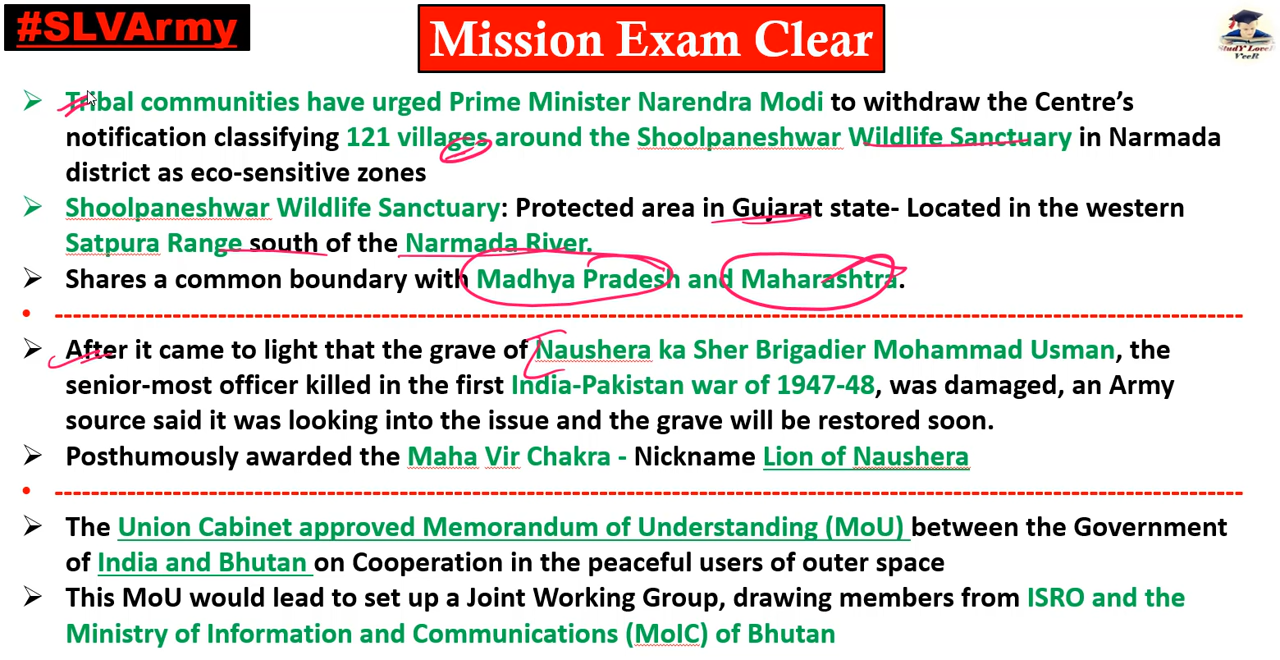 #SLVArmy
Mission Exam Clear
StudY LoveR
VeeR
➢ Tribal communities have urged Prime Minister Narendra Modi to withdraw the Centre's
notification classifying 121 villages around the Shoolpaneshwar Wildlife Sanctuary in Narmada
district as eco-sensitive zones
➢ Shoolpaneshwar Wildlife Sanctuary: Protected area in Gujarat state- Located in the western
Satpura Range south of the Narmada River.
➢ Shares a common boundary with Madhya Pradesh and Maharashtra.
• ------------------------------------------------------------
➢ After it came to light that the grave of Naushera ka Sher Brigadier Mohammad Usman, the
senior-most officer killed in the first India-Pakistan war of 1947-48, was damaged, an Army
source said it was looking into the issue and the grave will be restored soon.
➢ Posthumously awarded the Maha Vir Chakra - Nickname Lion of Naushera
• ------------------------------------------------------------
➢ The Union Cabinet approved Memorandum of Understanding (MoU) between the Government
of India and Bhutan on Cooperation in the peaceful users of outer space
➢ This MoU would lead to set up a Joint Working Group, drawing members from ISRO and the
Ministry of Information and Communications (MoIC) of Bhutan